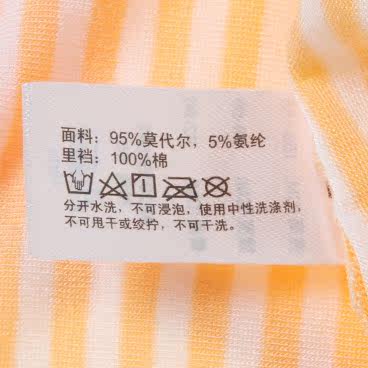 面料：95%莫代尔，5%氨纶
里裆：100%棉
分开水洗，不可浸泡，使用中性洗涤剂，
不可甩干或绞拧，不可干洗。